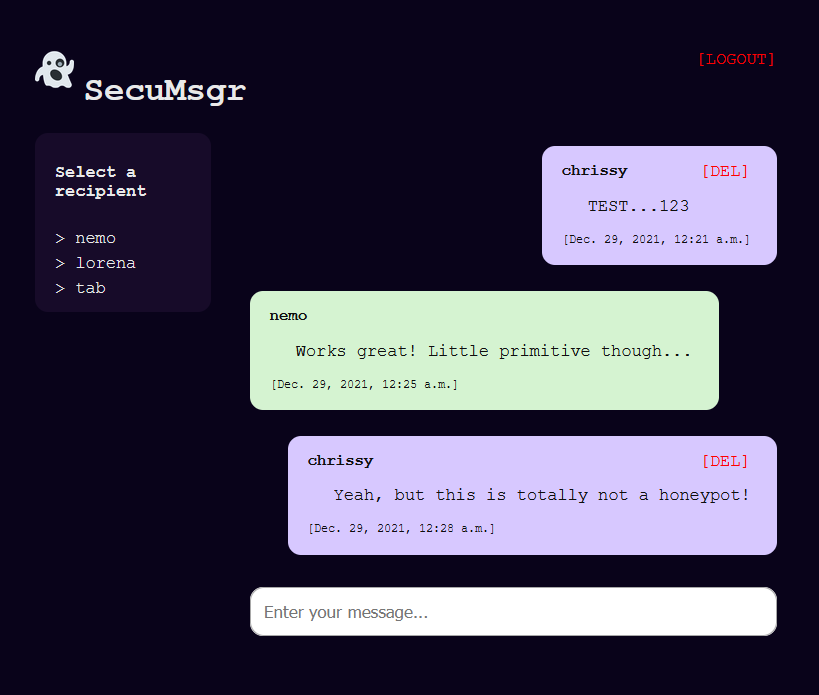 SecuMsgr
[LOGOUT]
Select a
recipient
> nemo
> lorena
> tab
chrissy [DEL]
TEST...123
[Dec. 29, 2021, 12:21 a.m.]
nemo
Works great! Little primitive though...
[Dec. 29, 2021, 12:25 a.m.]
chrissy [DEL]
Yeah, but this is totally not a honeypot!
[Dec. 29, 2021, 12:28 a.m.]
Enter your message...